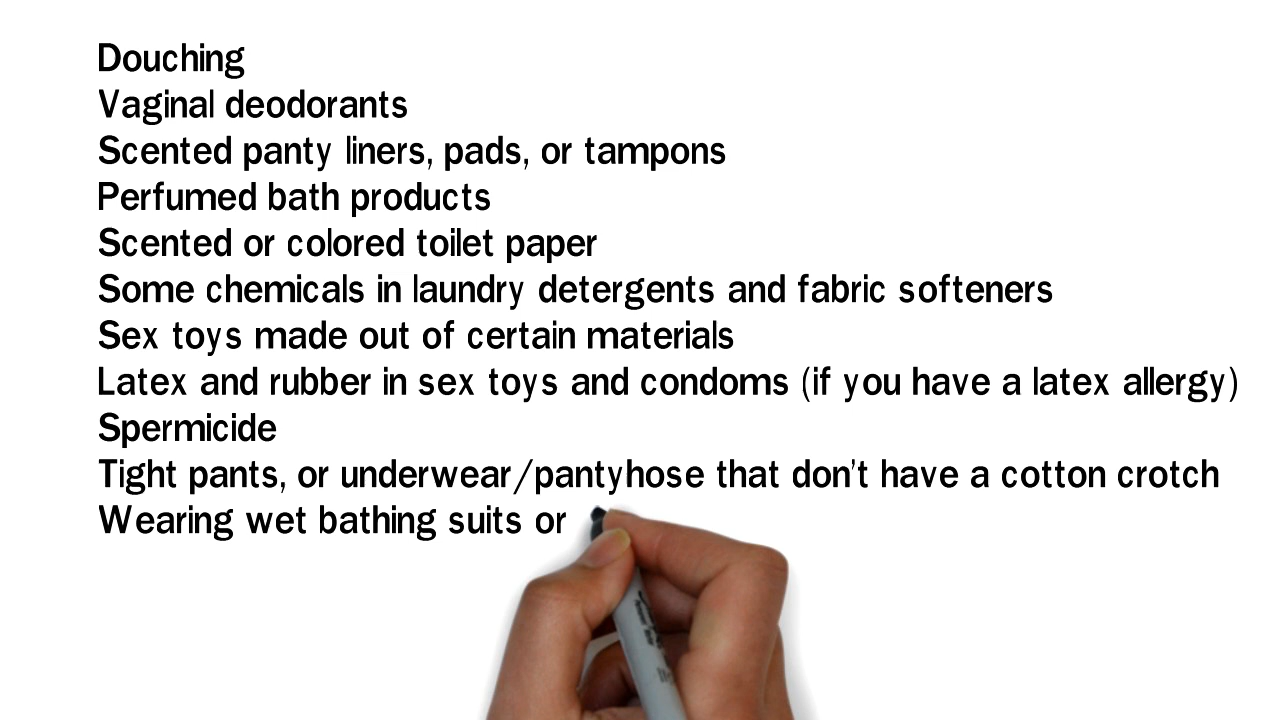 Douching
Vaginal deodorants
Scented panty liners, pads, or tampons
Perfumed bath products
Scented or colored toilet paper
Some chemicals in laundry detergents and fabric softeners
Sex toys made out of certain materials
Latex and rubber in sex toys and condoms (if you have a latex allergy)
Spermicide
Tight pants, or underwear/pantyhose that don't have a cotton crotch
Wearing wet bathing suits or